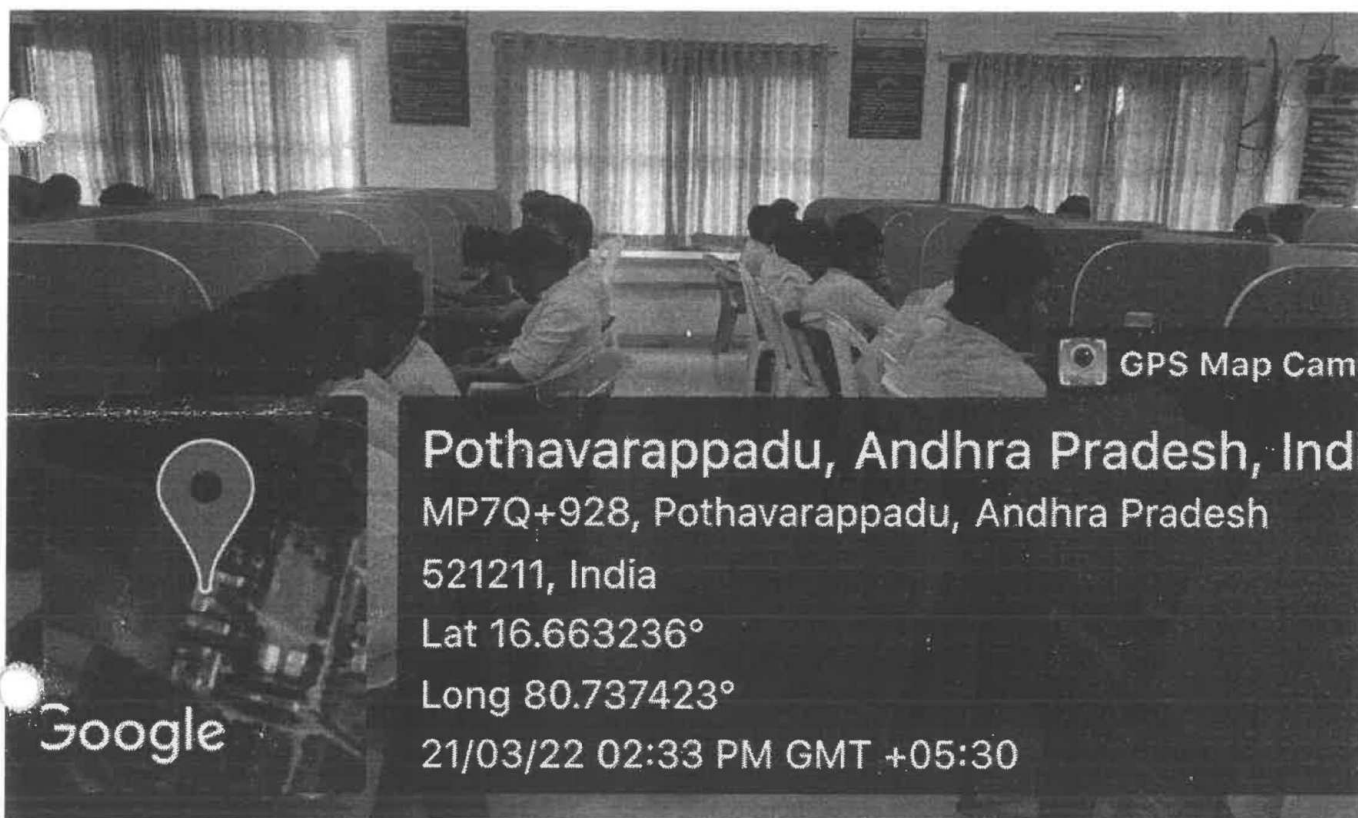 GPS Map Cam
Pothavarappadu, Andhra Pradesh, Ind
MP7Q+928, Pothavarappadu, Andhra Pradesh
521211, India
Lat 16.663236°
Long 80.737423°
21/03/22 02:33 PM GMT +05:30
Google